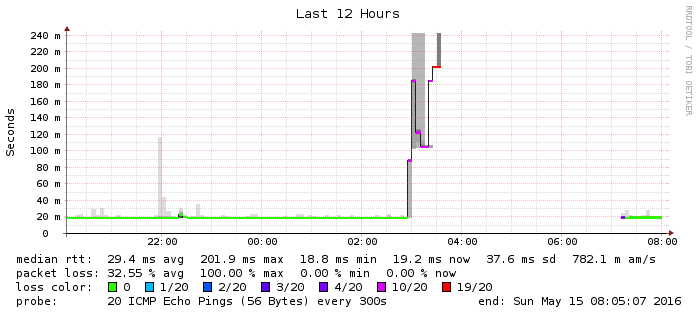 Last 12 Hours
RRDTOOL / TOBI OETIKER
Seconds
240 m
220 m
200 m
180 m
160 m
140 m
120 m
100 m
80 m
60 m
40 m
20 m
0
22:00 00:00 02:00 04:00 06:00 08:00
median rtt: 29.4 ms avg 201.9 ms max 18.8 ms min 19.2 ms now 37.6 ms sd 782.1 m am/s
packet loss: 32.55 % avg 100.00 % max 0.00 % min 0.00 % now
loss color: 0 1/20 2/20 3/20 4/20 10/20 19/20
probe: 20 ICMP Echo Pings (56 Bytes) every 300s end: Sun May 15 08:05:07 2016